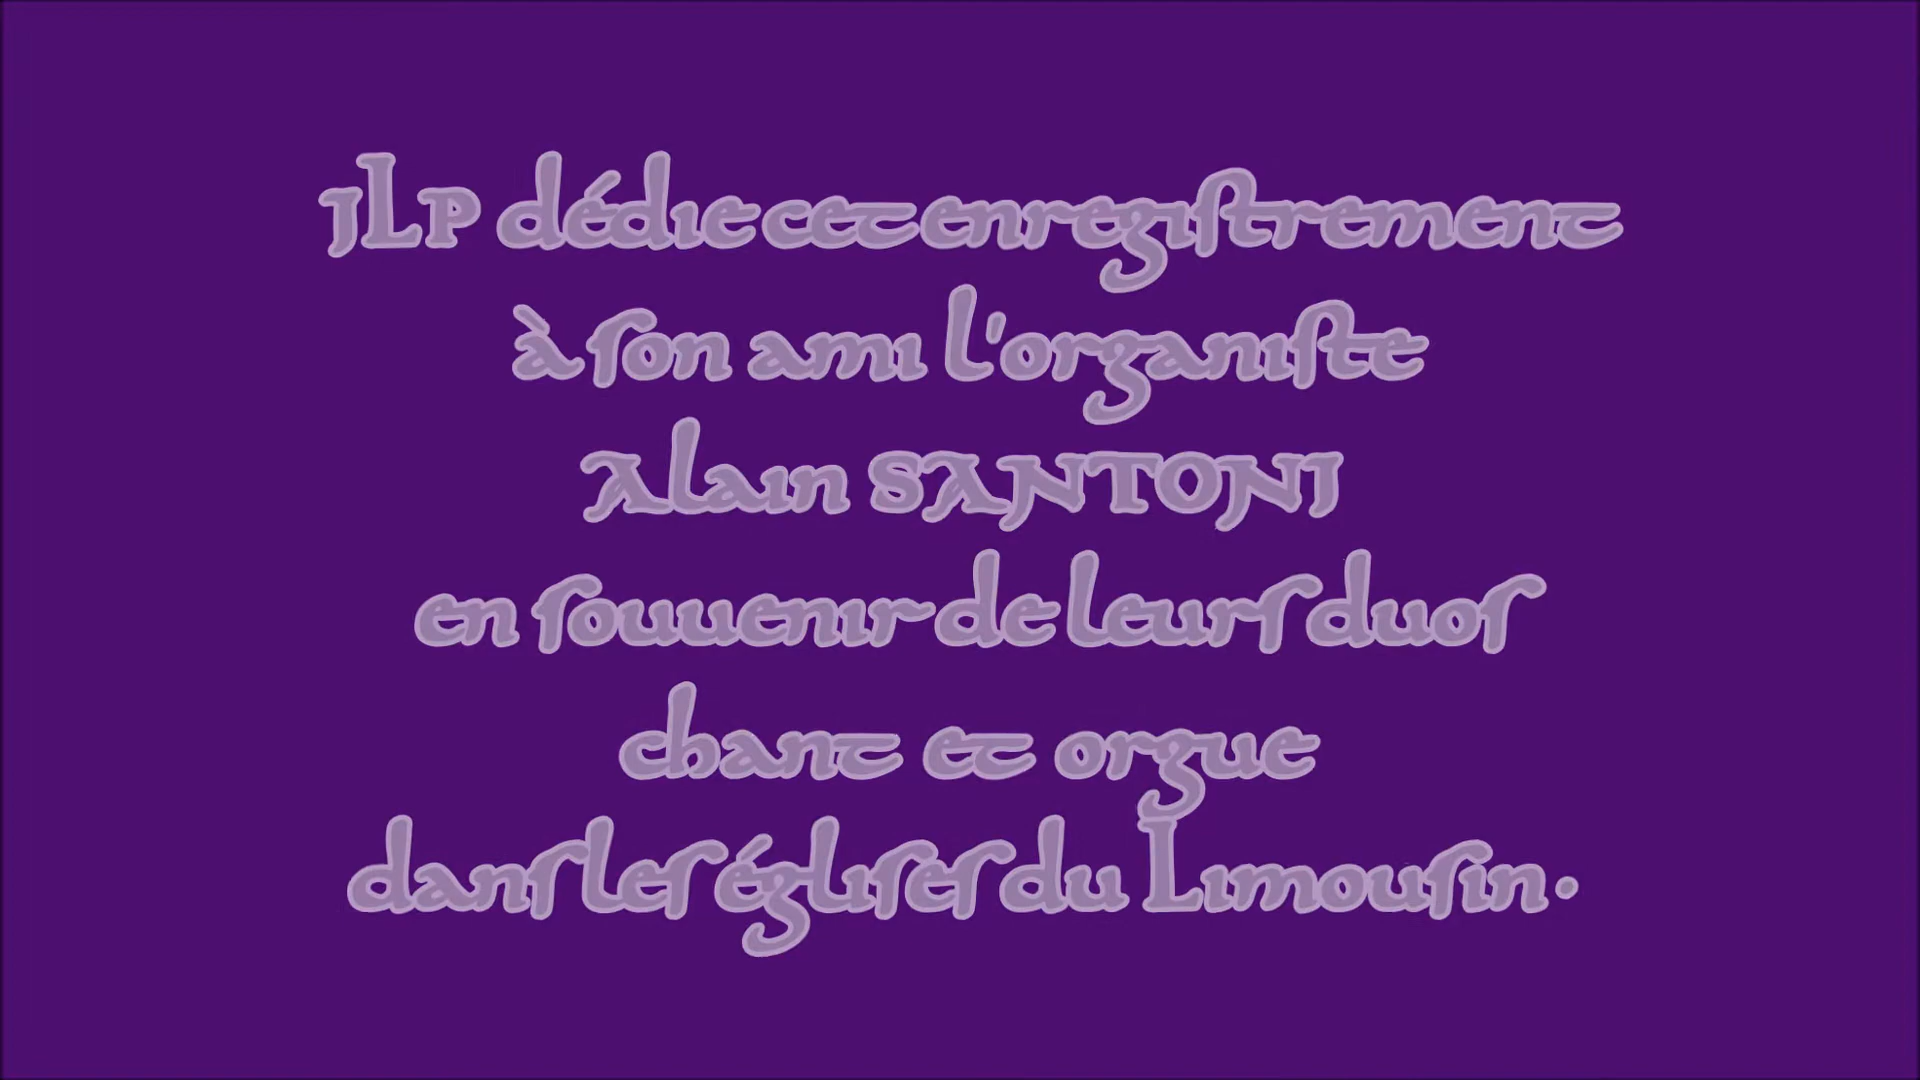 JLP dédie cet enregiſtrement
à ſon ami l'organiſte
Alain SANTONI
en ſouuenir de leurſ duoſ
chant et orgue
danſ leſ égliſeſ du Limouſin.